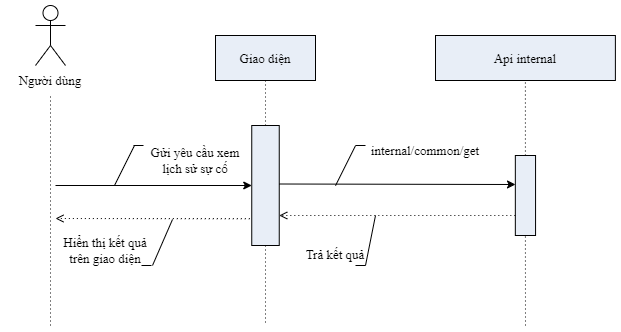 Người dùng
Giao diện
Api internal
Gửi yêu cầu xem
lịch sử sự cố
internal/common/get
Hiển thị kết quả
trên giao diện
Trả kết quả